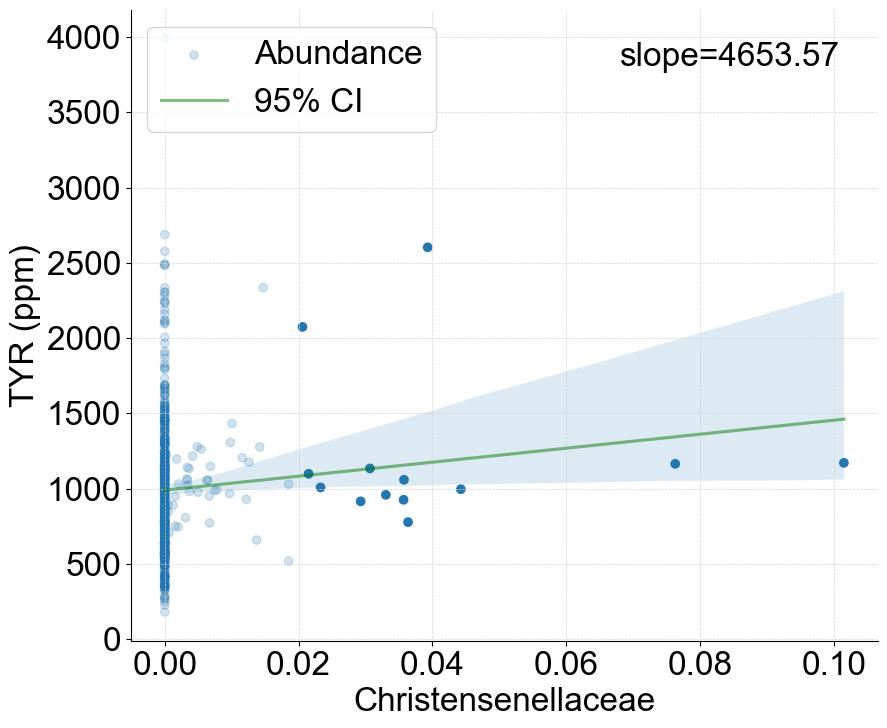 Abundance
95% CI
slope=4653.57
4000
3500
3000
2500
2000
1500
1000
500
0
TYR (ppm)
0.00 0.02 0.04 0.06 0.08 0.10
Christensenellaceae